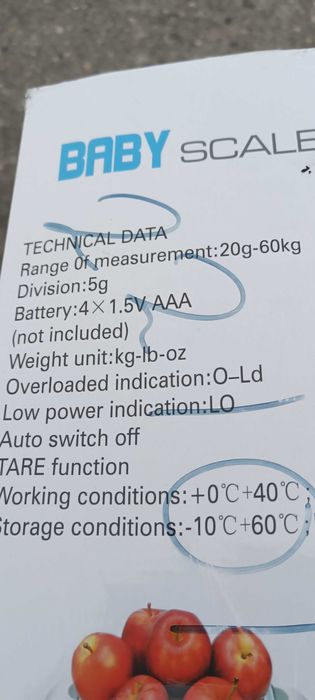 BABY SCALE
TECHNICAL DATA
Range Of measurement:20g-60kg
Division:5g
Battery:4×1.5V AAA
(not included)
Weight unit:kg-lb-oz
Overloaded indication:O–Ld
Low power indication:LO
Auto switch off
TARE function
Working conditions:+0℃+40℃;
Storage conditions:-10℃+60℃;